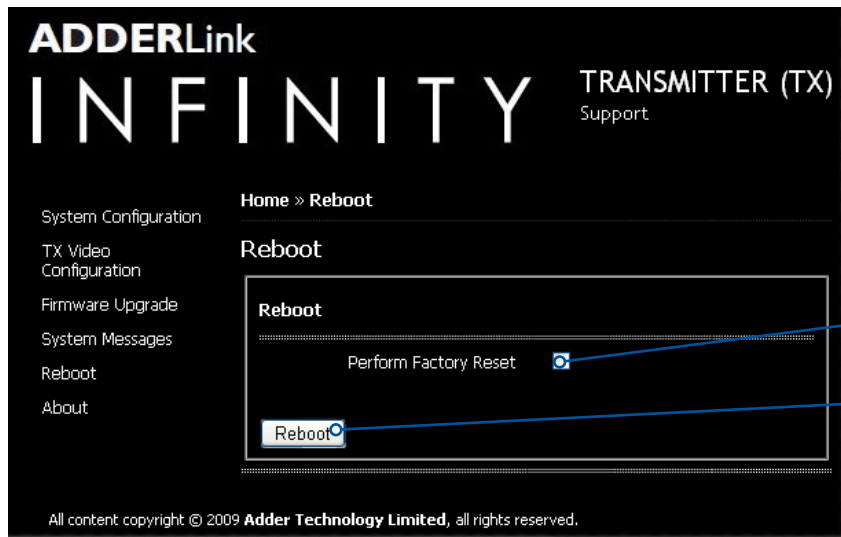 ADDERLink
INFINITY
TRANSMITTER (TX)
Support
System Configuration
TX Video
Configuration
Firmware Upgrade
System Messages
Reboot
About
Home » Reboot
Reboot
Reboot
Perform Factory Reset
Reboot
All content copyright © 2009 Adder Technology Limited, all rights reserved.